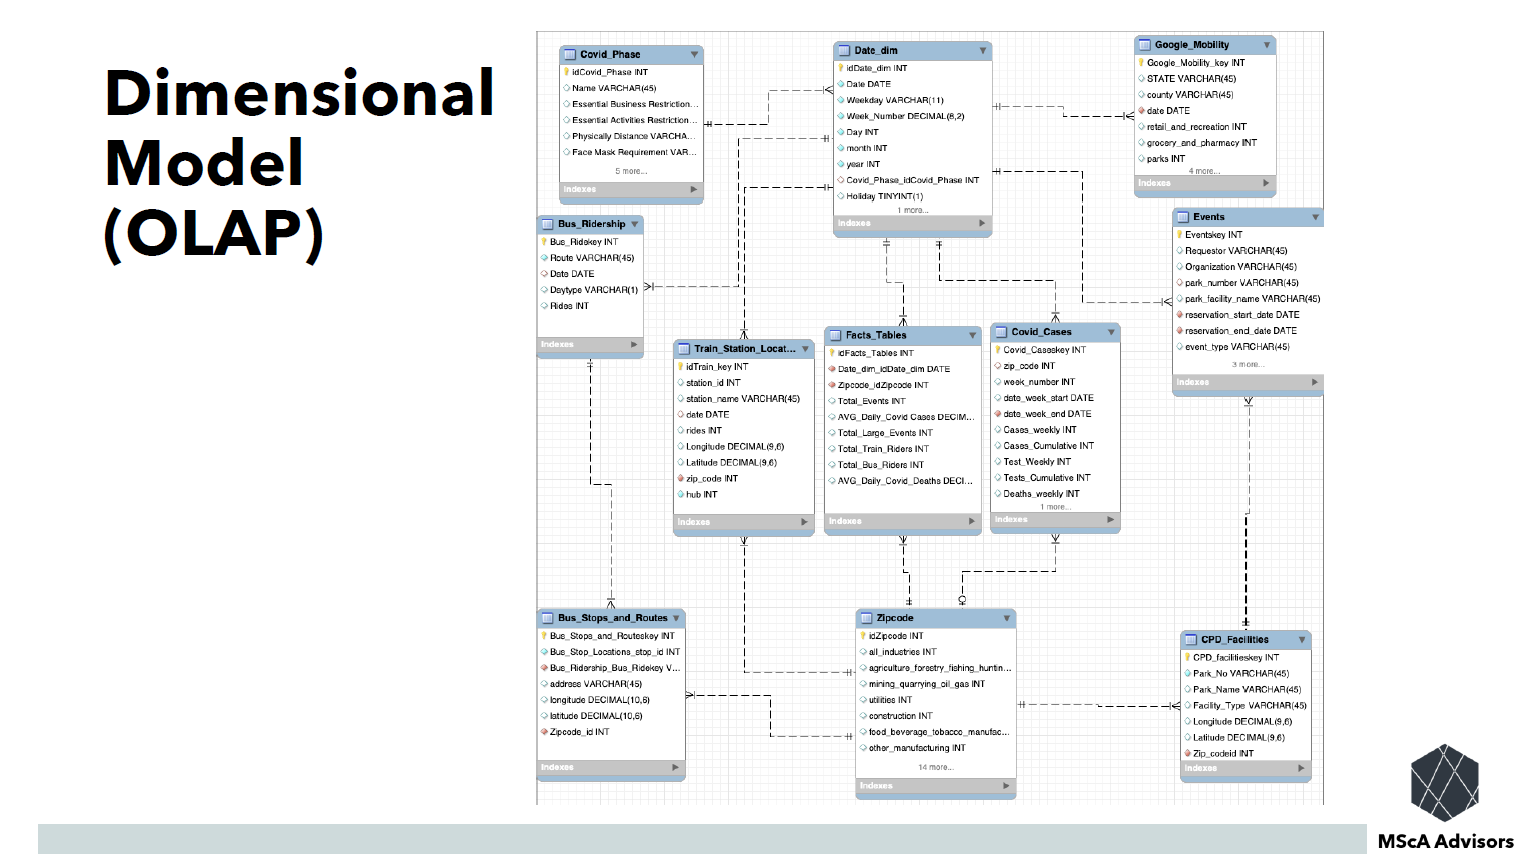 Dimensional
Model
(OLAP)
Covid_Phase
idCovid_Phase INT
Name VARCHAR(45)
Essential Business Restriction...
Essential Activities Restriction...
Physically Distance VARCHA...
Face Mask Requirement VAR...
5 more...
Indexes
Date_dim
idDate_dim INT
Date DATE
Weekday VARCHAR(11)
Week_Number DECIMAL(8,2)
Day INT
month INT
year INT
Covid_Phase_idCovid_Phase INT
Holiday TINYINT(1)
1 more...
Indexes
Google_Mobility
Google_Mobility_key INT
STATE VARCHAR(45)
county VARCHAR(45)
date DATE
retail_and_recreation INT
grocery_and_pharmacy INT
parks INT
4 more...
Indexes
Bus_Ridership
Bus_Ridekey INT
Route VARCHAR(45)
Date DATE
Daytype VARCHAR(1)
Rides INT
Indexes
Events
Eventskey INT
Requestor VARCHAR(45)
Organization VARCHAR(45)
park_number VARCHAR(45)
park_facility_name VARCHAR(45)
reservation_start_date DATE
reservation_end_date DATE
event_type VARCHAR(45)
3 more...
Indexes
Train_Station_Locat...
idTrain_key INT
station_id INT
station_name VARCHAR(45)
date DATE
rides INT
Longitude DECIMAL(9,6)
Latitude DECIMAL(9,6)
zip_code INT
hub INT
Indexes
Facts_Tables
idFacts_Tables INT
Date_dim_idDate_dim DATE
Zipcode_idZipcode INT
Total_Events INT
AVG_Daily_Covid Cases DECIM...
Total_Large_Events INT
Total_Train_Riders INT
Total_Bus_Riders INT
AVG_Daily_Covid_Deaths DECI...
Indexes
Covid_Cases
Covid_Caseskey INT
zip_code INT
week_number INT
date_week_start DATE
date_week_end DATE
Cases_weekly INT
Cases_Cumulative INT
Test_Weekly INT
Tests_Cumulative INT
Deaths_weekly INT
1 more...
Indexes
Bus_Stops_and_Routes
Bus_Stops_and_Routeskey INT
Bus_Stop_Locations_stop_id INT
Bus_Ridership_Bus_Ridekey V...
address VARCHAR(45)
longitude DECIMAL(10,6)
latitude DECIMAL(10,6)
Zipcode_id INT
Indexes
Zipcode
idZipcode INT
all_industries INT
agriculture_forestry_fishing_huntin...
mining_quarrying_oil_gas INT
utilities INT
construction INT
food_beverage_tobacco_manufac...
other_manufacturing INT
14 more...
Indexes
CPD_Facilities
CPD_facilitieskey INT
Park_No VARCHAR(45)
Park_Name VARCHAR(45)
Facility_Type VARCHAR(45)
Longitude DECIMAL(9,6)
Latitude DECIMAL(9,6)
Zip_codeid INT
Indexes
MScA Advisors